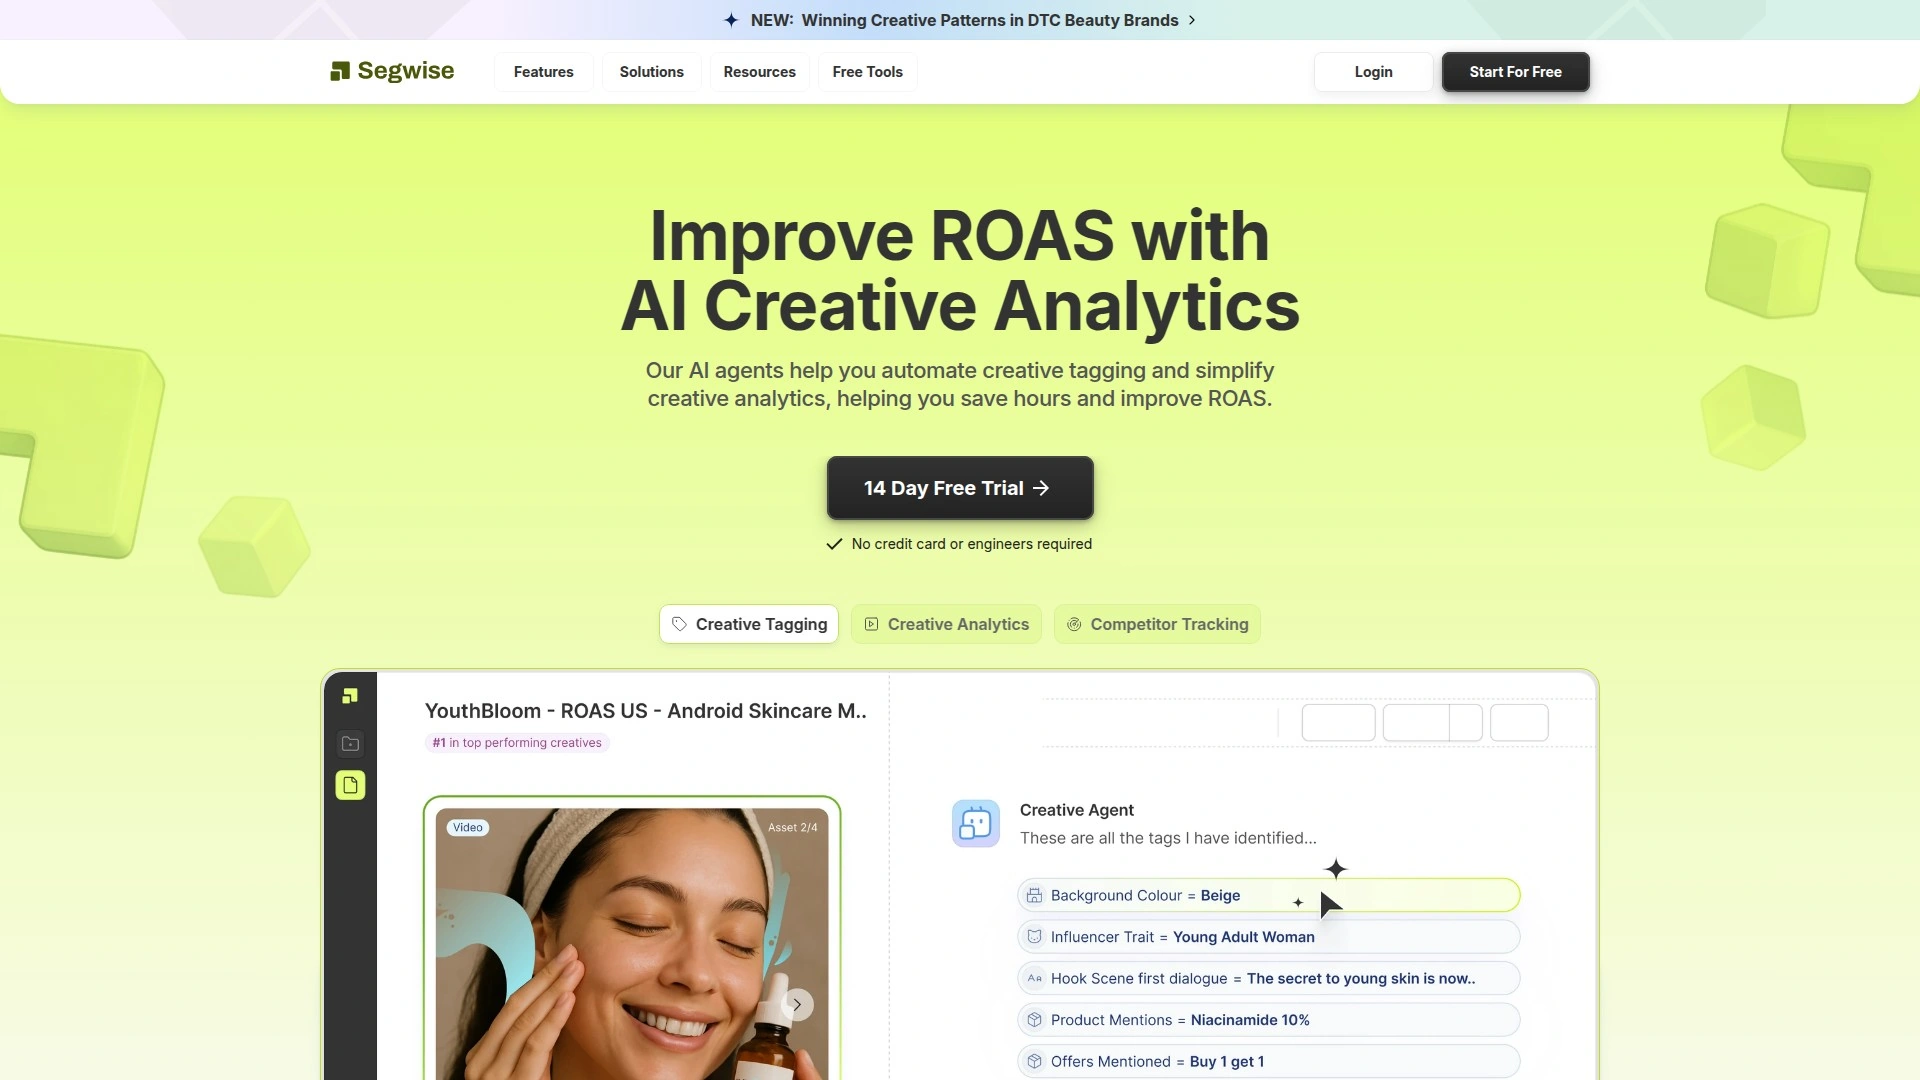 NEW: Winning Creative Patterns in DTC Beauty Brands
Segwise
Features
Solutions
Resources
Free Tools
Login
Start For Free
Improve ROAS with
AI Creative Analytics
Our AI agents help you automate creative tagging and simplify
creative analytics, helping you save hours and improve ROAS.
14 Day Free Trial
No credit card or engineers required
Creative Tagging
Creative Analytics
Competitor Tracking
YouthBloom - ROAS US - Android Skincare M..
#1 in top performing creatives
Video
Asset 2/4
Creative Agent
These are all the tags I have identified...
Background Colour = Beige
Influencer Trait = Young Adult Woman
Aa Hook Scene first dialogue = The secret to young skin is now..
Product Mentions = Niacinamide 10%
Offers Mentioned = Buy 1 get 1